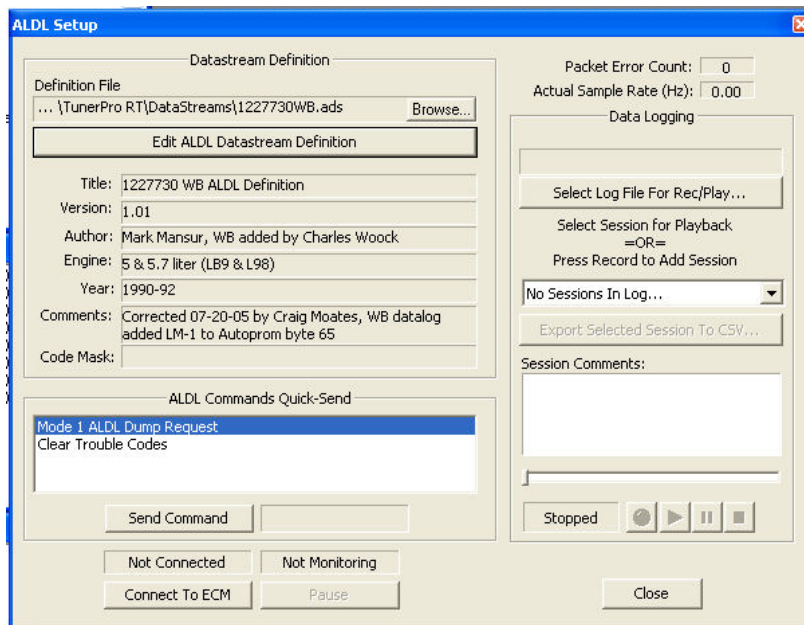 ALDL Setup
Datastream Definition
Definition File
... \TunerPro RT\DataStreams\1227730WB.ads
Browse...
Edit ALDL Datastream Definition
Title: 1227730 WB ALDL Definition
Version: 1.01
Author: Mark Mansur, WB added by Charles Woock
Engine: 5 & 5.7 liter (LB9 & L98)
Year: 1990-92
Comments: Corrected 07-20-05 by Craig Moates, WB datalog
added LM-1 to Autoprom byte 65
Code Mask:
ALDL Commands Quick-Send
Mode 1 ALDL Dump Request
Clear Trouble Codes
Send Command
Not Connected
Not Monitoring
Connect To ECM
Pause
Packet Error Count: 0
Actual Sample Rate (Hz): 0.00
Data Logging
Select Log File For Rec/Play...
Select Session for Playback
=OR=
Press Record to Add Session
No Sessions In Log...
Export Selected Session To CSV...
Session Comments:
Stopped
Close